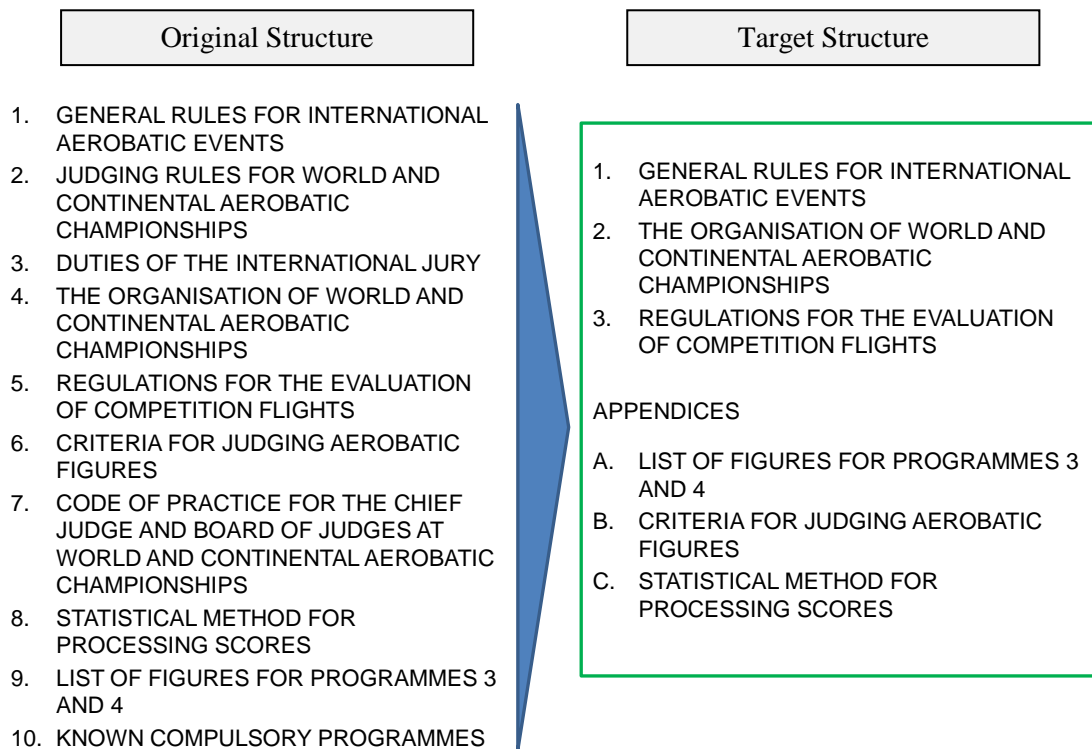 Original Structure
1. GENERAL RULES FOR INTERNATIONAL
AEROBATIC EVENTS
2. JUDGING RULES FOR WORLD AND
CONTINENTAL AEROBATIC
CHAMPIONSHIPS
3. DUTIES OF THE INTERNATIONAL JURY
4. THE ORGANISATION OF WORLD AND
CONTINENTAL AEROBATIC
CHAMPIONSHIPS
5. REGULATIONS FOR THE EVALUATION
OF COMPETITION FLIGHTS
6. CRITERIA FOR JUDGING AEROBATIC
FIGURES
7. CODE OF PRACTICE FOR THE CHIEF
JUDGE AND BOARD OF JUDGES AT
WORLD AND CONTINENTAL AEROBATIC
CHAMPIONSHIPS
8. STATISTICAL METHOD FOR
PROCESSING SCORES
9. LIST OF FIGURES FOR PROGRAMMES 3
AND 4
10. KNOWN COMPULSORY PROGRAMMES
Target Structure
1. GENERAL RULES FOR INTERNATIONAL
AEROBATIC EVENTS
2. THE ORGANISATION OF WORLD AND
CONTINENTAL AEROBATIC
CHAMPIONSHIPS
3. REGULATIONS FOR THE EVALUATION
OF COMPETITION FLIGHTS
APPENDICES
A. LIST OF FIGURES FOR PROGRAMMES 3
AND 4
B. CRITERIA FOR JUDGING AEROBATIC
FIGURES
C. STATISTICAL METHOD FOR
PROCESSING SCORES